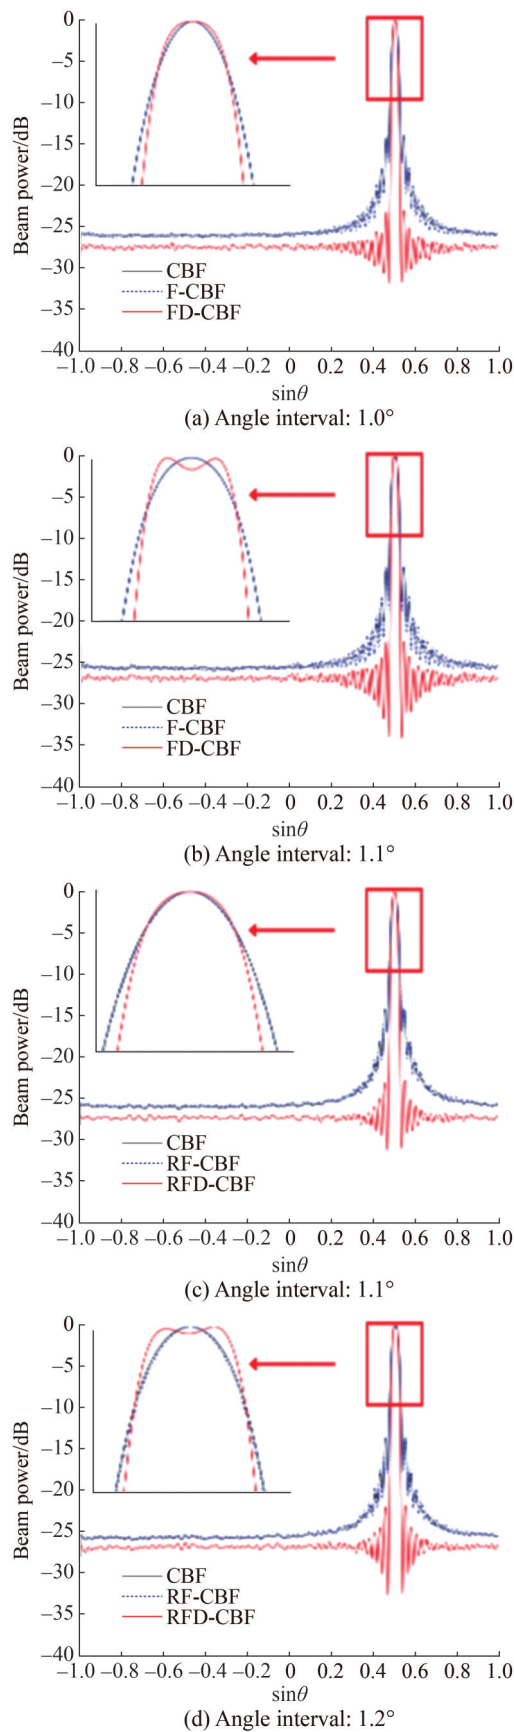 0
−5
−10
−15
−20
−25
−30
−35
−40
Beam power/dB
CBF
F-CBF
FD-CBF
−1.0 −0.8 −0.6 −0.4 −0.2 0 0.2 0.4 0.6 0.8 1.0
sinθ
(a) Angle interval: 1.0°
0
−5
−10
−15
−20
−25
−30
−35
−40
Beam power/dB
CBF
F-CBF
FD-CBF
−1.0 −0.8 −0.6 −0.4 −0.2 0 0.2 0.4 0.6 0.8 1.0
sinθ
(b) Angle interval: 1.1°
0
−5
−10
−15
−20
−25
−30
−35
−40
Beam power/dB
CBF
RF-CBF
RFD-CBF
−1.0 −0.8 −0.6 −0.4 −0.2 0 0.2 0.4 0.6 0.8 1.0
sinθ
(c) Angle interval: 1.1°
0
−5
−10
−15
−20
−25
−30
−35
−40
Beam power/dB
CBF
RF-CBF
RFD-CBF
−1.0 −0.8 −0.6 −0.4 −0.2 0 0.2 0.4 0.6 0.8 1.0
sinθ
(d) Angle interval: 1.2°